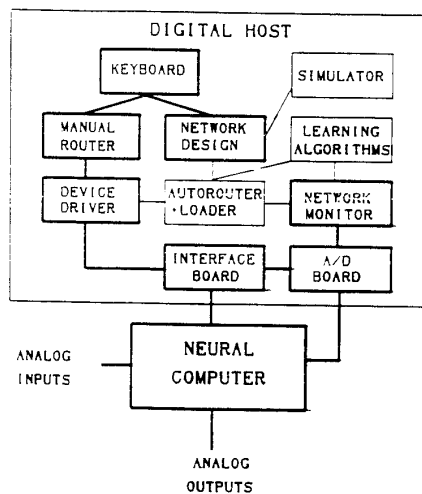 DIGITAL HOST
KEYBOARD
SIMULATOR
MANUAL
ROUTER
NETWORK
DESIGN
LEARNING
ALGORITHMS
DEVICE
DRIVER
AUTOROUTER
+LOADER
NETWORK
MONITOR
INTERFACE
BOARD
A/D
BOARD
NEURAL
COMPUTER
ANALOG
INPUTS
ANALOG
OUTPUTS